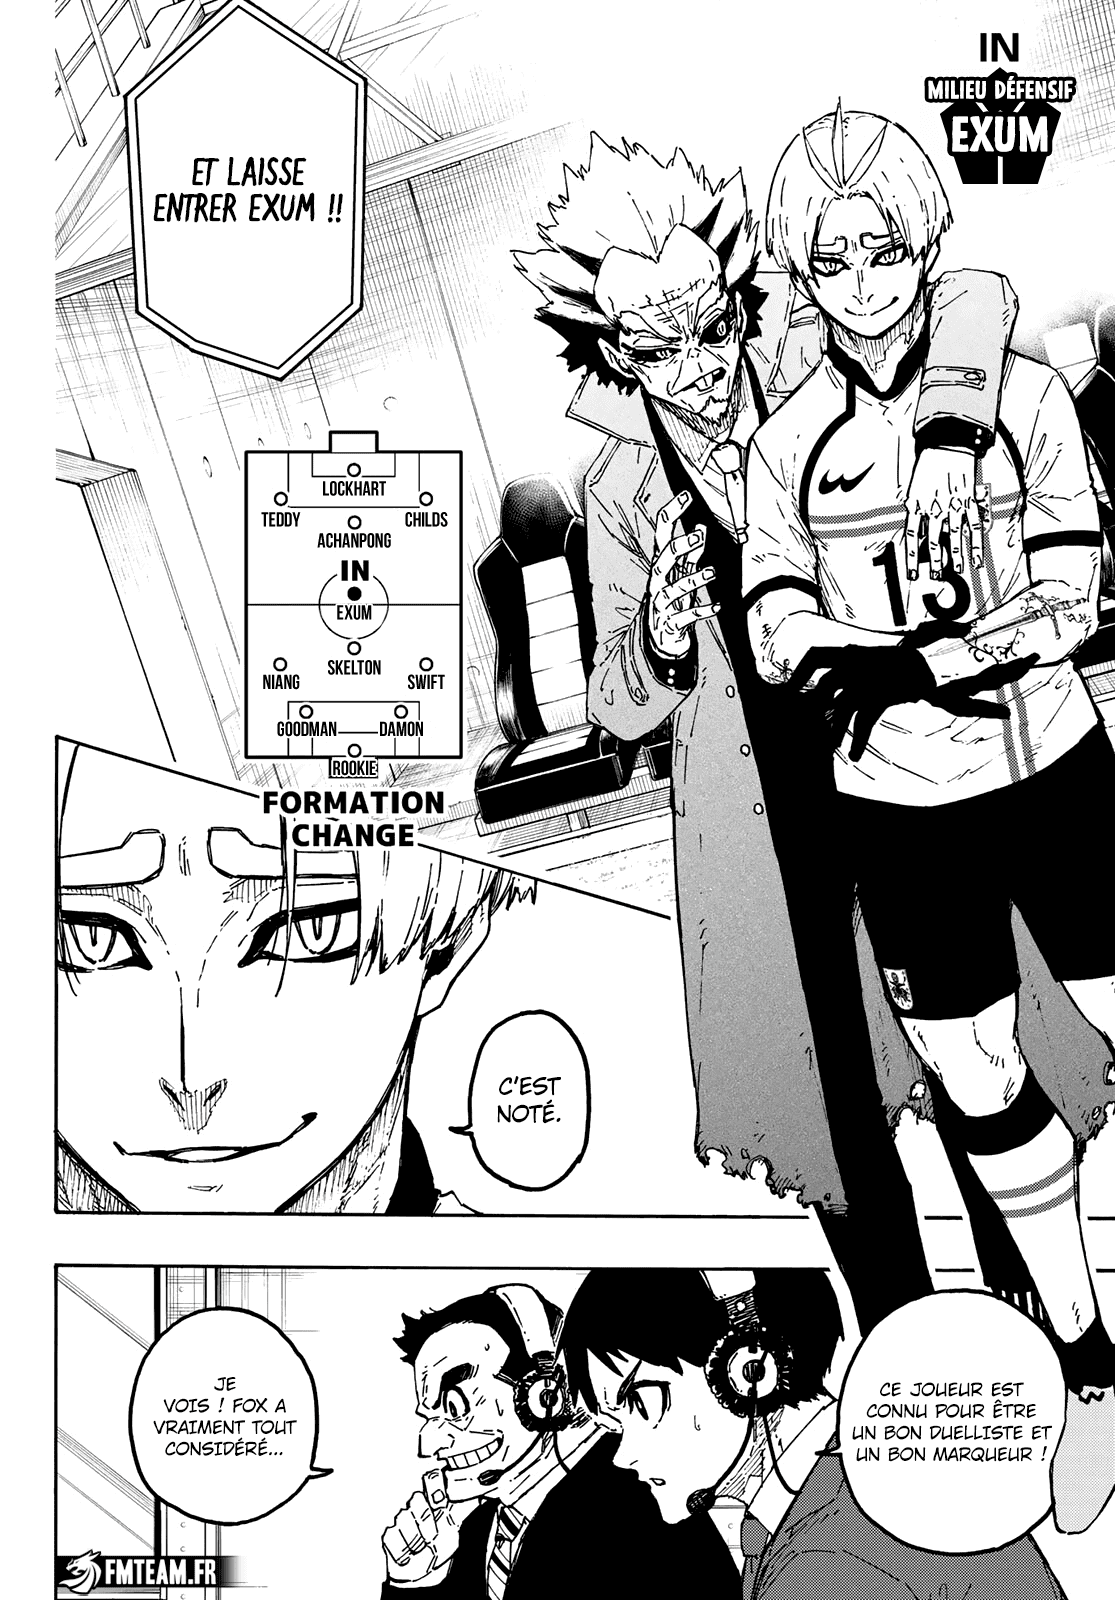 IN
MILIEU DÉFENSIF
EXUM
ET LAISSE
ENTRER EXUM !!
13
LOCKHART
TEDDY
CHILDS
ACHANPONG
IN
EXUM
SKELTON
NIANG
SWIFT
GOODMAN
DAMON
ROOKIE
FORMATION
CHANGE
C'EST
NOTÉ.
CE JOUEUR EST
CONNU POUR ÊTRE
UN BON DUELLISTE ET
UN BON MARQUEUR !
JE
VOIS ! FOX A
VRAIMENT TOUT
CONSIDÉRÉ...
FMTEAM.FR